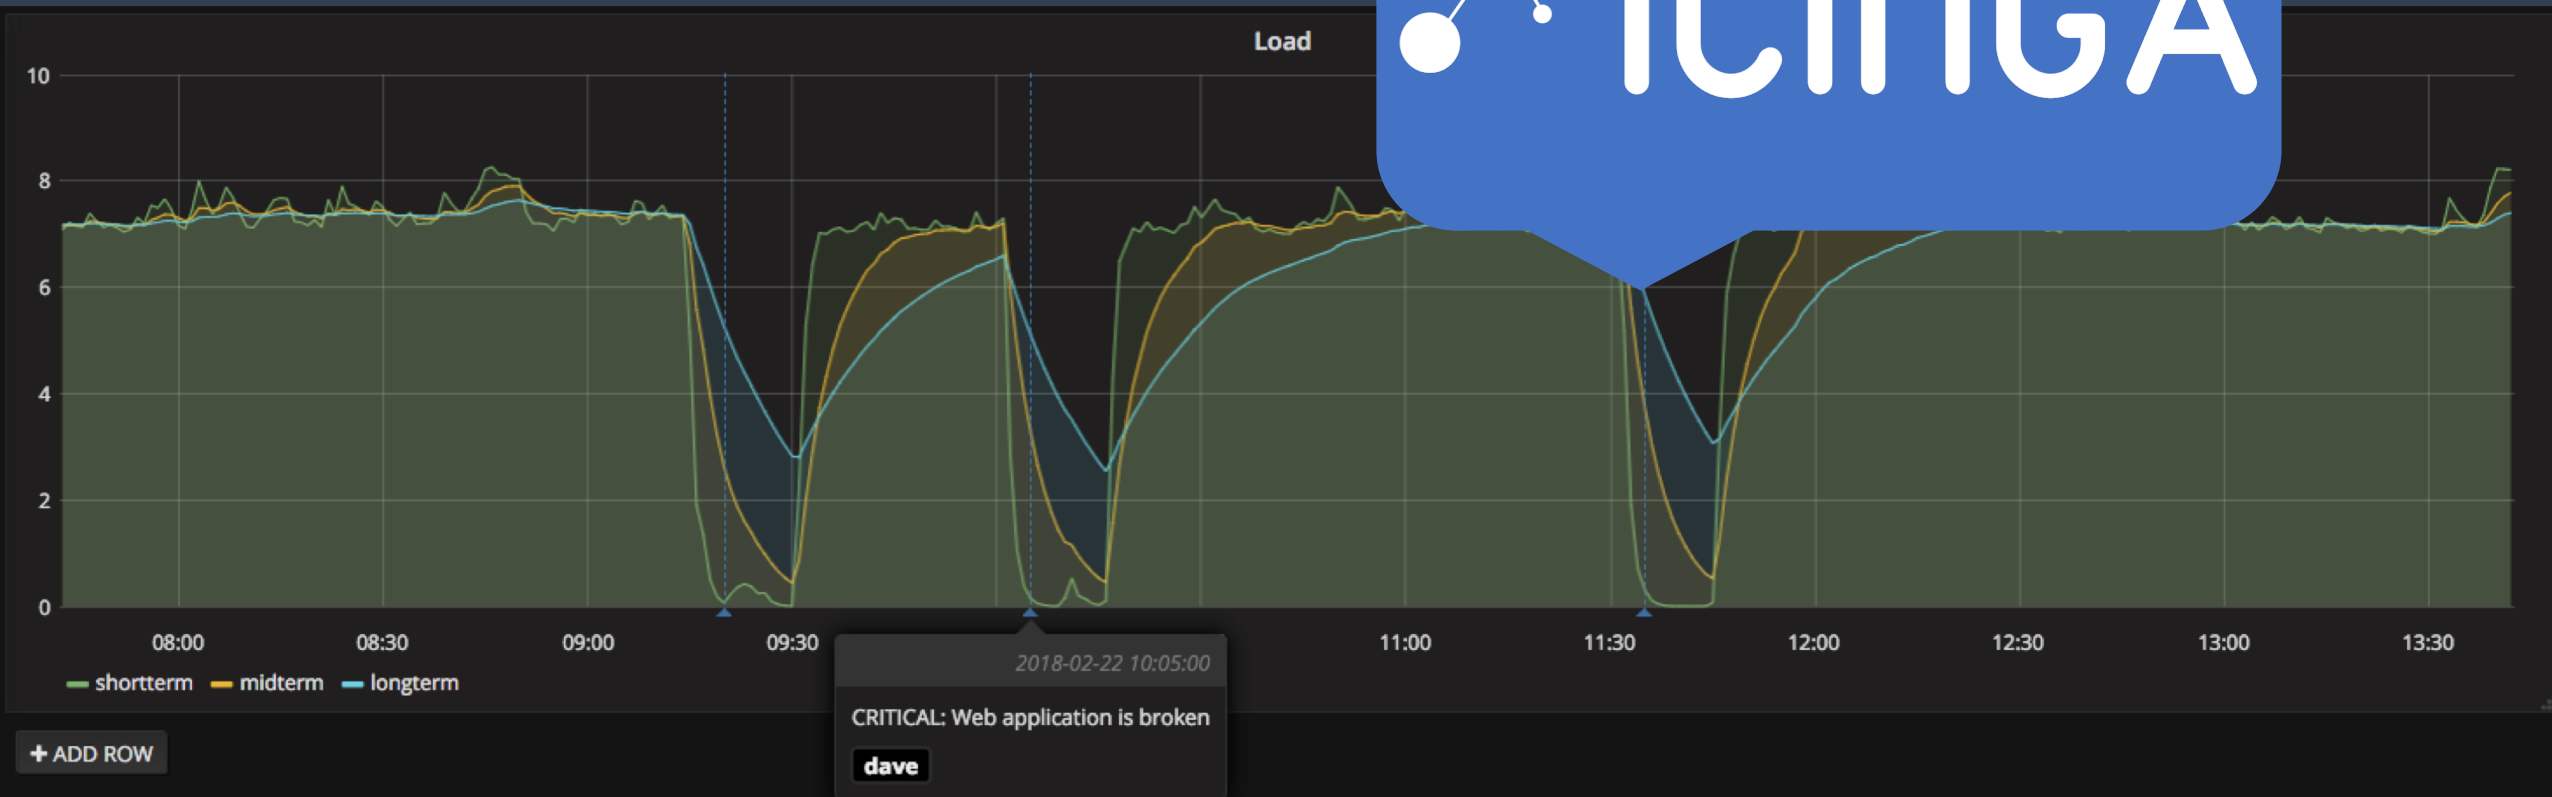 Load
ICINGA
10
8
6
4
2
0
08:00 08:30 09:00 09:30 11:00 11:30 12:00 12:30 13:00 13:30
shortterm midterm longterm
2018-02-22 10:05:00
CRITICAL: Web application is broken
dave
+ ADD ROW